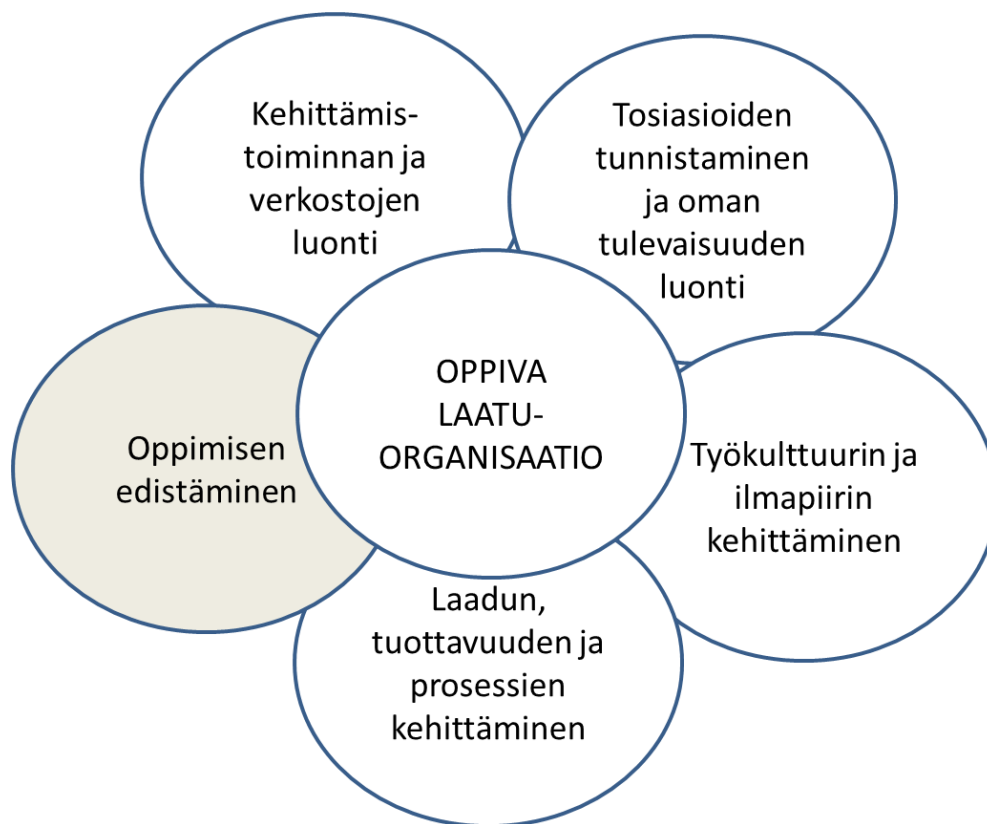 Kehittämis-
toiminnan ja
verkostojen
luonti
Tosiasioiden
tunnistaminen
ja oman
tulevaisuuden
luonti
OPPIVA
LAATU-
ORGANISAATIO
Oppimisen
edistäminen
Työkulttuurin ja
ilmapiirin
kehittäminen
Laadun,
tuottavuuden ja
prosessien
kehittäminen